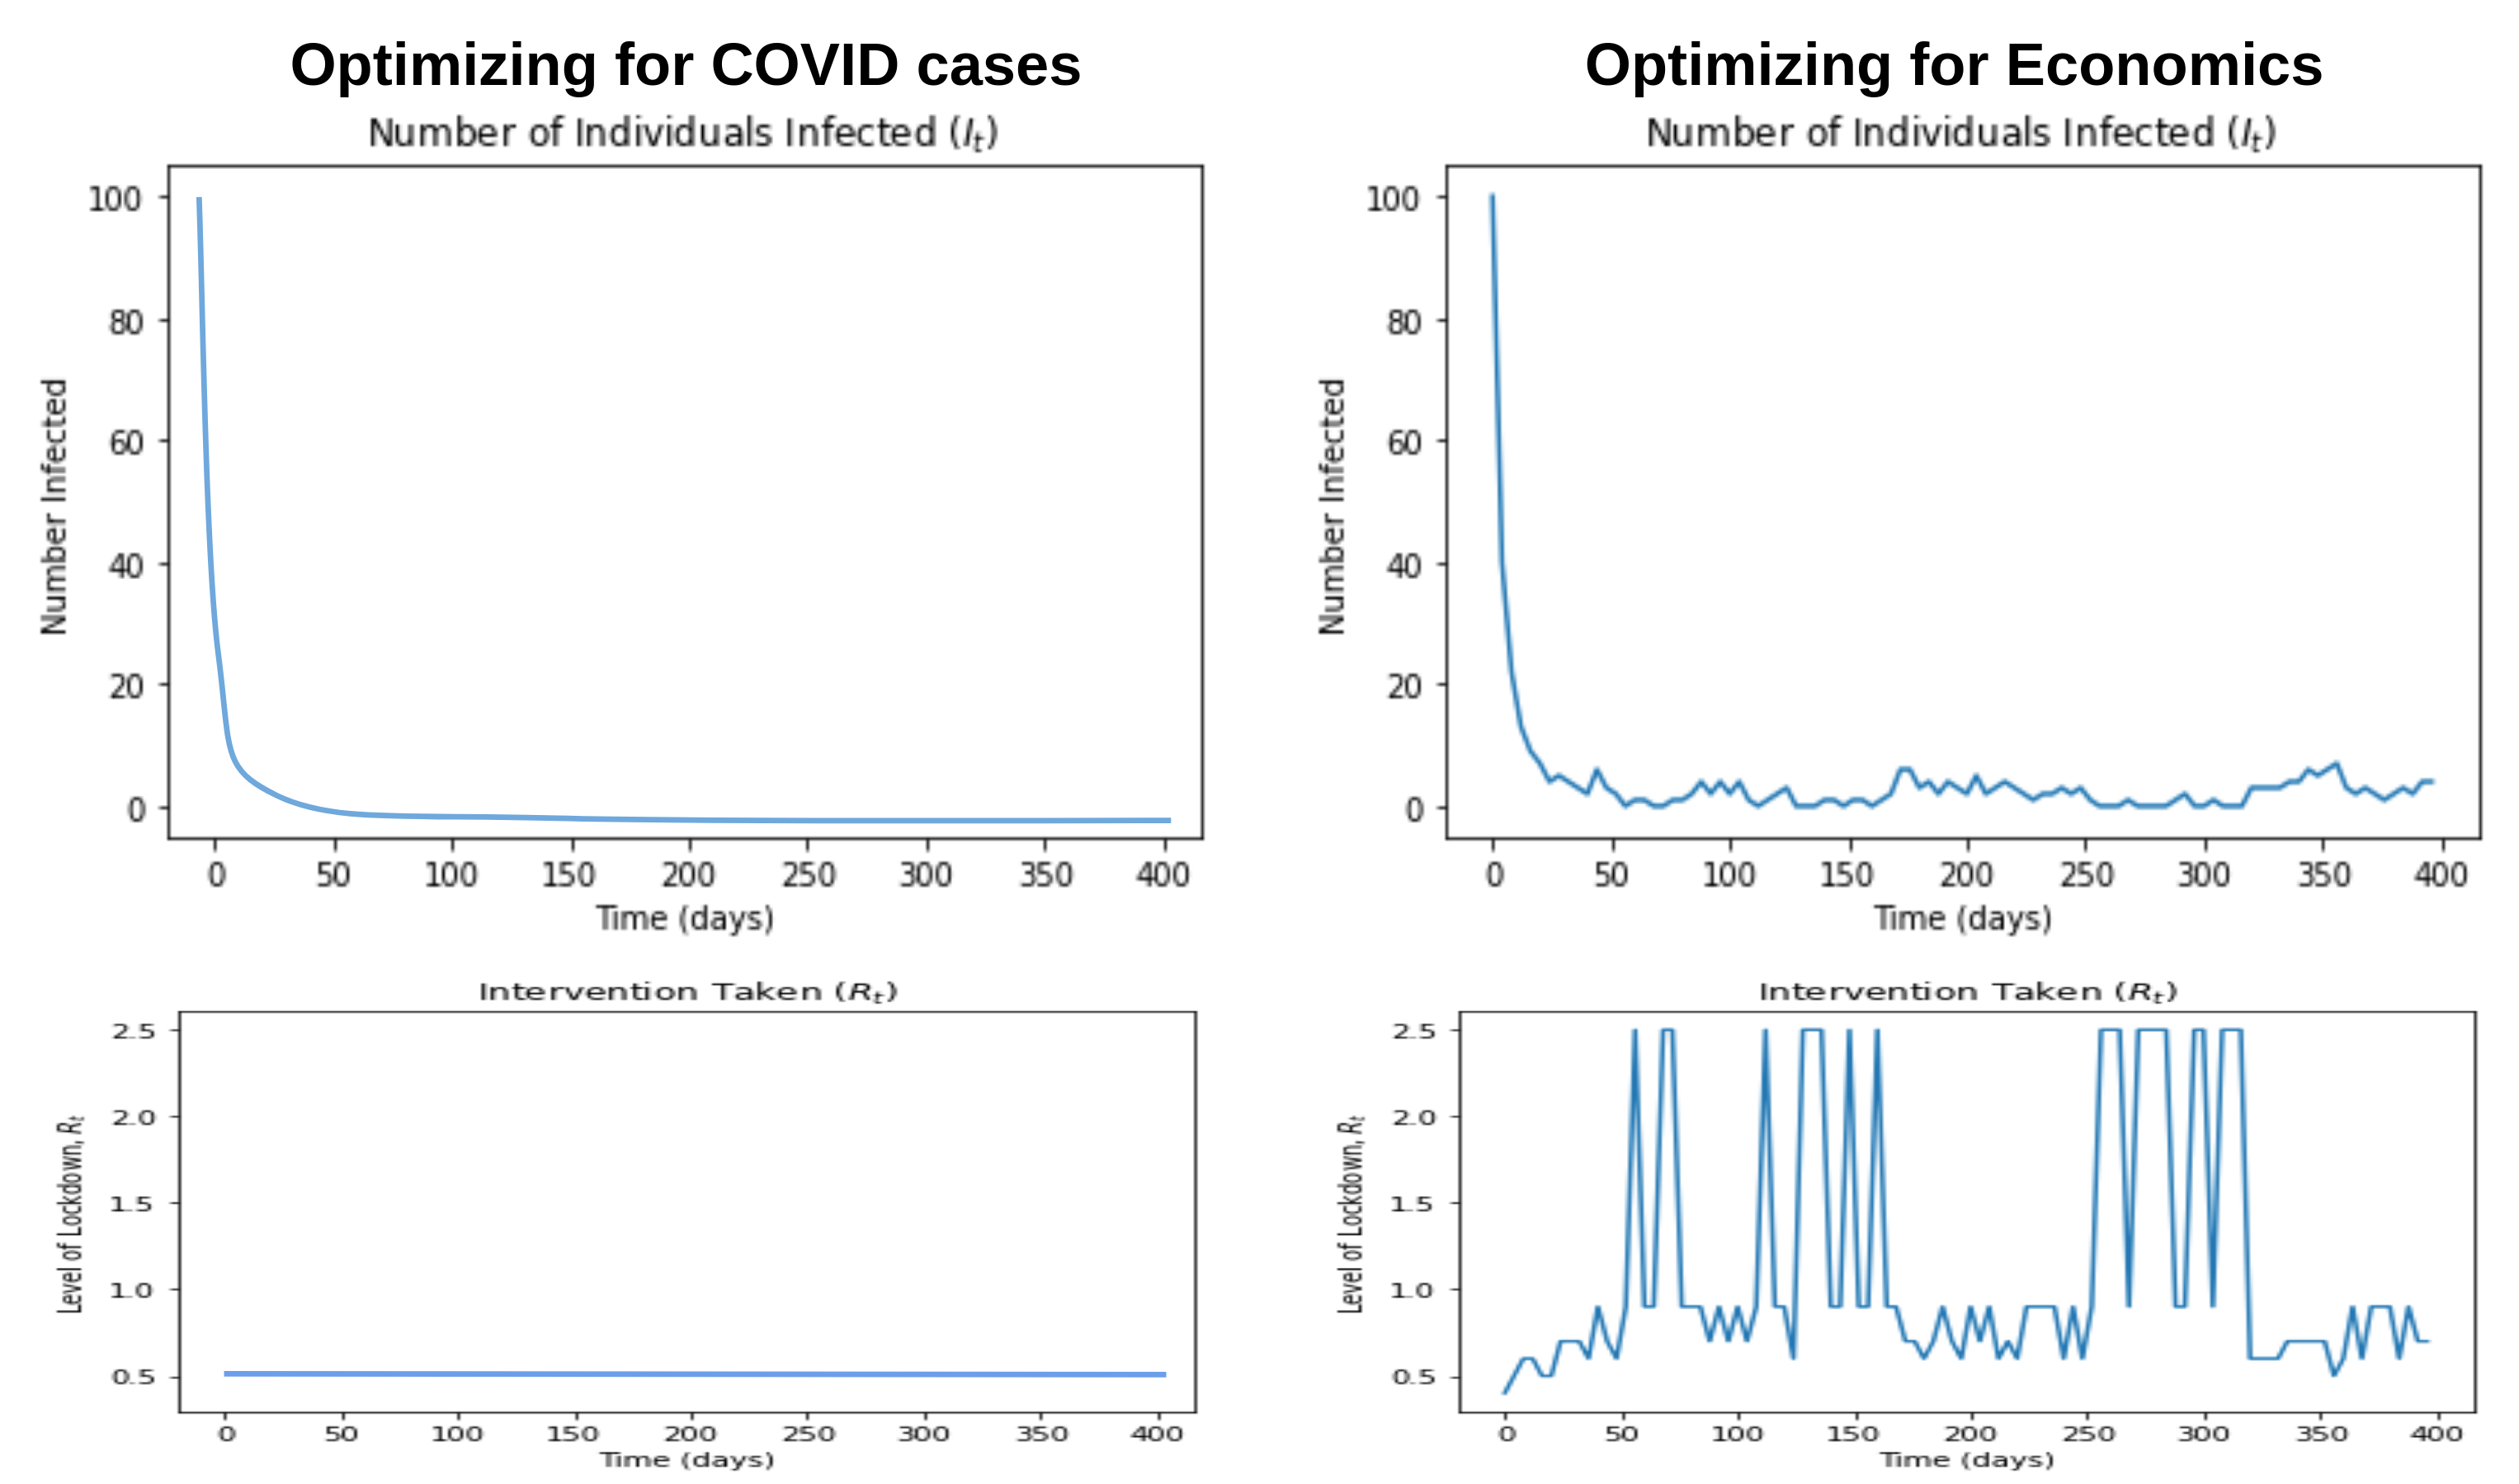 Optimizing for COVID cases
Number of Individuals Infected (Iₜ)
100
80
60
40
20
0
Number Infected
0 50 100 150 200 250 300 350 400
Time (days)
Intervention Taken (Rₜ)
2.5
2.0
1.5
1.0
0.5
Level of Lockdown, Rₜ
0 50 100 150 200 250 300 350 400
Time (days)
Optimizing for Economics
Number of Individuals Infected (Iₜ)
100
80
60
40
20
0
Number Infected
0 50 100 150 200 250 300 350 400
Time (days)
Intervention Taken (Rₜ)
2.5
2.0
1.5
1.0
0.5
Level of Lockdown, Rₜ
0 50 100 150 200 250 300 350 400
Time (days)